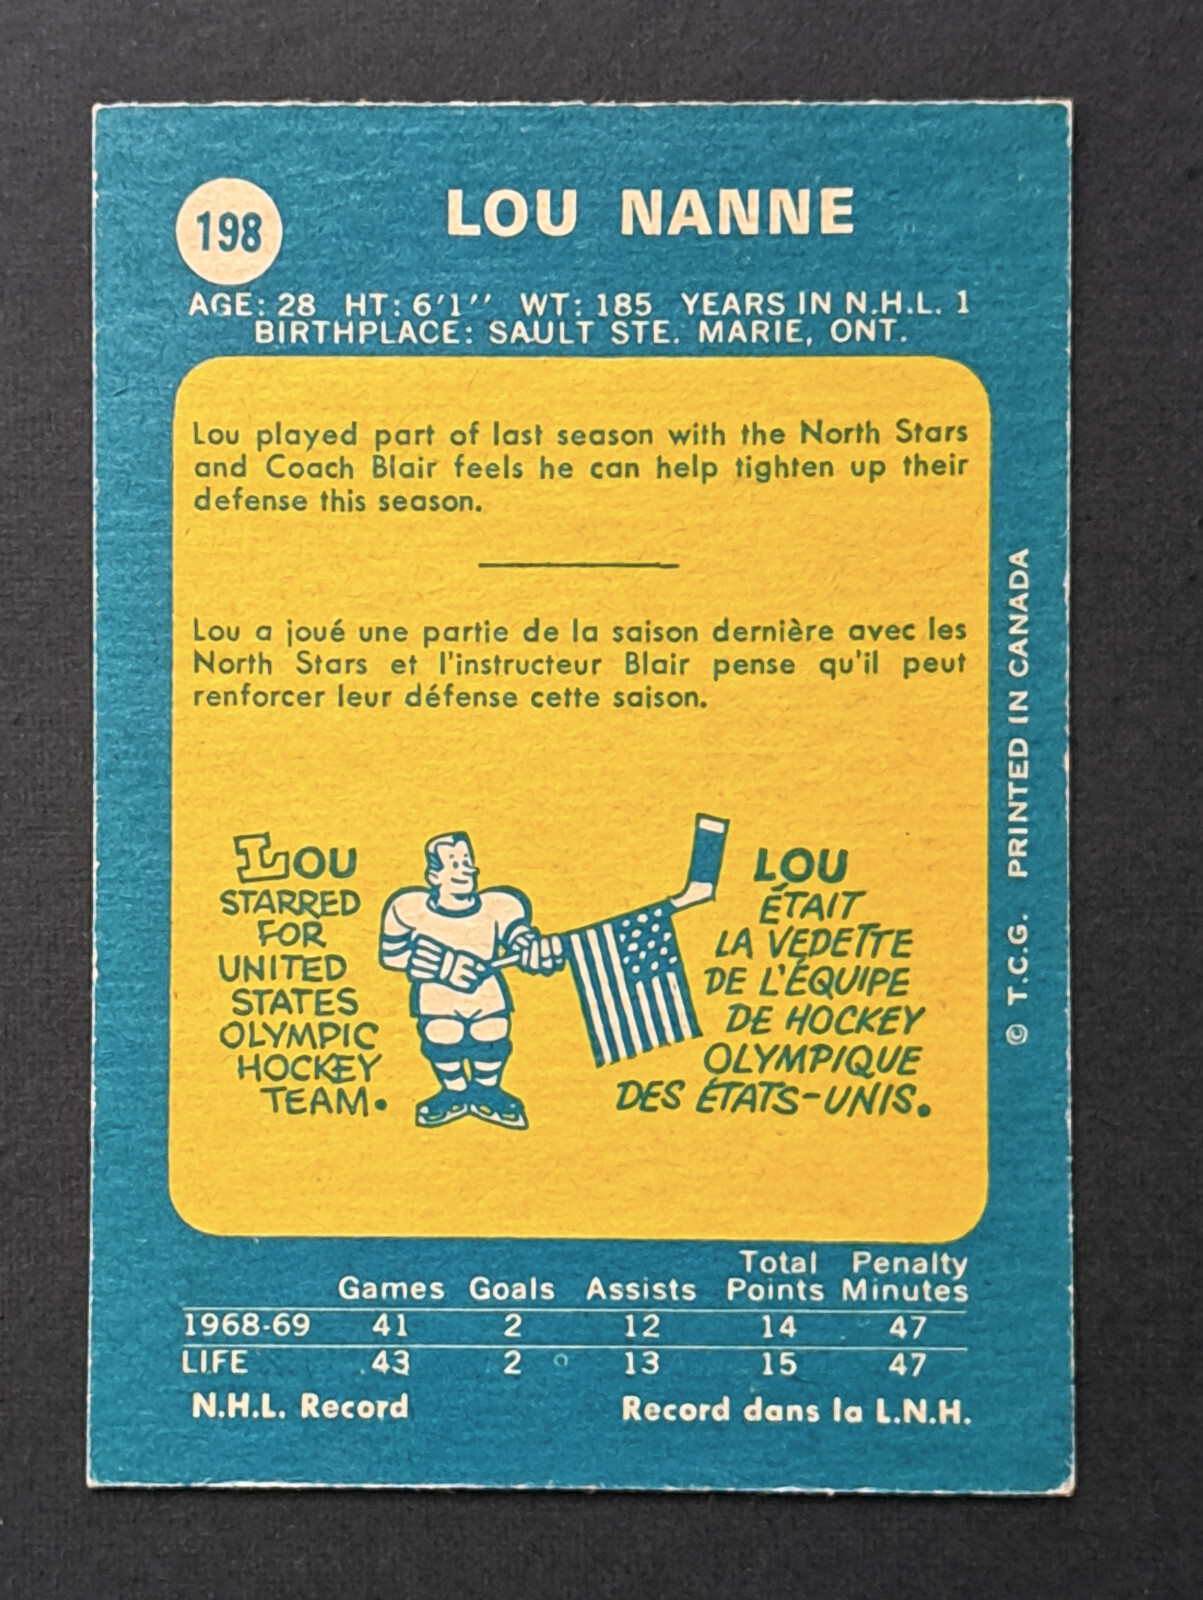 198
LOU NANNE
AGE: 28 HT: 6'1'' WT: 185 YEARS IN N.H.L. 1
BIRTHPLACE: SAULT STE. MARIE, ONT.
Lou played part of last season with the North Stars
and Coach Blair feels he can help tighten up their
defense this season.
Lou a joué une partie de la saison dernière avec les
North Stars et l'instructeur Blair pense qu'il peut
renforcer leur défense cette saison.
LOU
STARRED
FOR
UNITED
STATES
OLYMPIC
HOCKEY
TEAM.
LOU
ÉTAIT
LA VEDETTE
DE L'ÉQUIPE
DE HOCKEY
OLYMPIQUE
DES ÉTATS-UNIS.
© T.C.G. PRINTED IN CANADA
Games Goals Assists Total Points Penalty Minutes
1968-69 41 2 12 14 47
LIFE 43 2 13 15 47
N.H.L. Record Record dans la L.N.H.